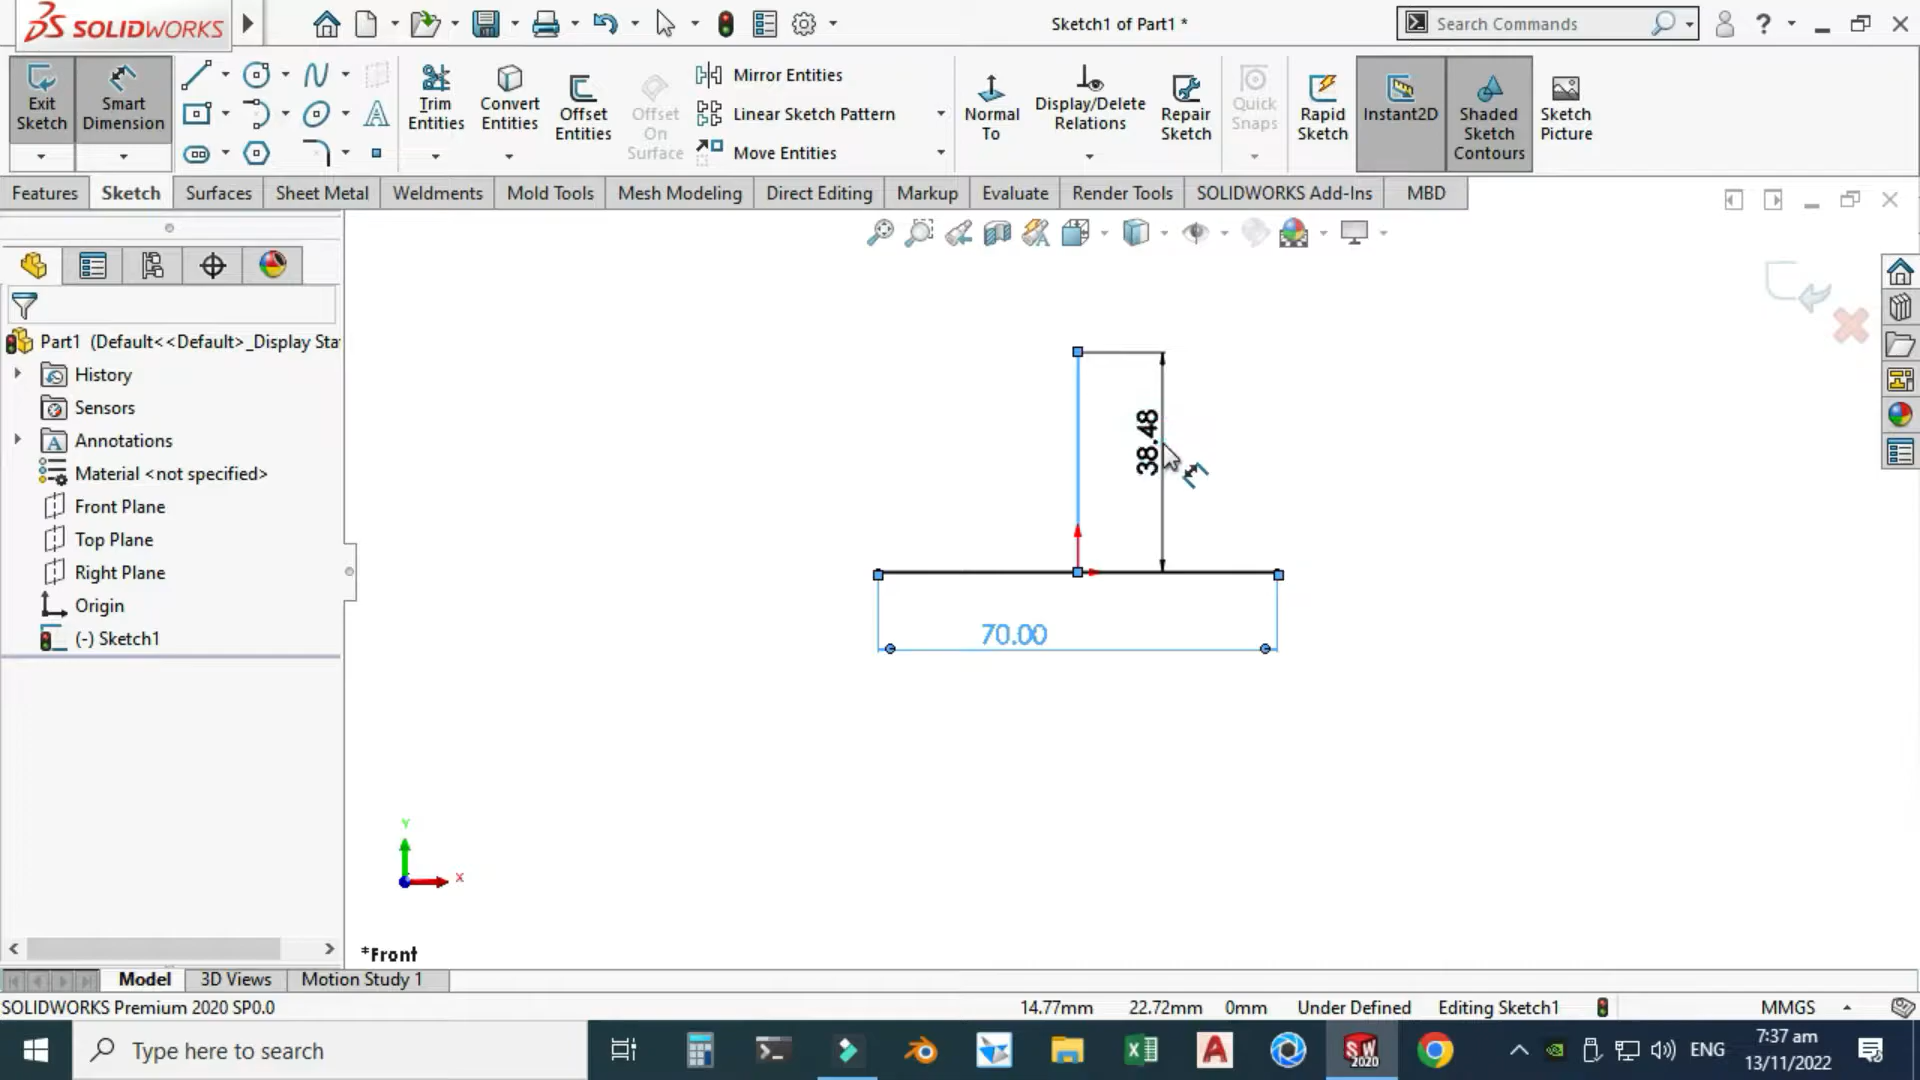 SOLIDWORKS
Sketch1 of Part1 *
Search Commands
?
Exit Sketch
Smart Dimension
Trim Entities
Convert Entities
Offset Entities
Offset On Surface
Mirror Entities
Linear Sketch Pattern
Move Entities
Normal To
Display/Delete Relations
Repair Sketch
Quick Snaps
Rapid Sketch
Instant2D
Shaded Sketch Contours
Sketch Picture
Features
Sketch
Surfaces
Sheet Metal
Weldments
Mold Tools
Mesh Modeling
Direct Editing
Markup
Evaluate
Render Tools
SOLIDWORKS Add-Ins
MBD
Part1 (Default<<Default>_Display Sta
History
Sensors
Annotations
Material <not specified>
Front Plane
Top Plane
Right Plane
Origin
(-) Sketch1
38.48
70.00
Y
X
*Front
Model
3D Views
Motion Study 1
SOLIDWORKS Premium 2020 SP0.0
14.77mm
22.72mm
0mm
Under Defined
Editing Sketch1
MMGS
Type here to search
SW
2020
ENG
7:37 am
13/11/2022